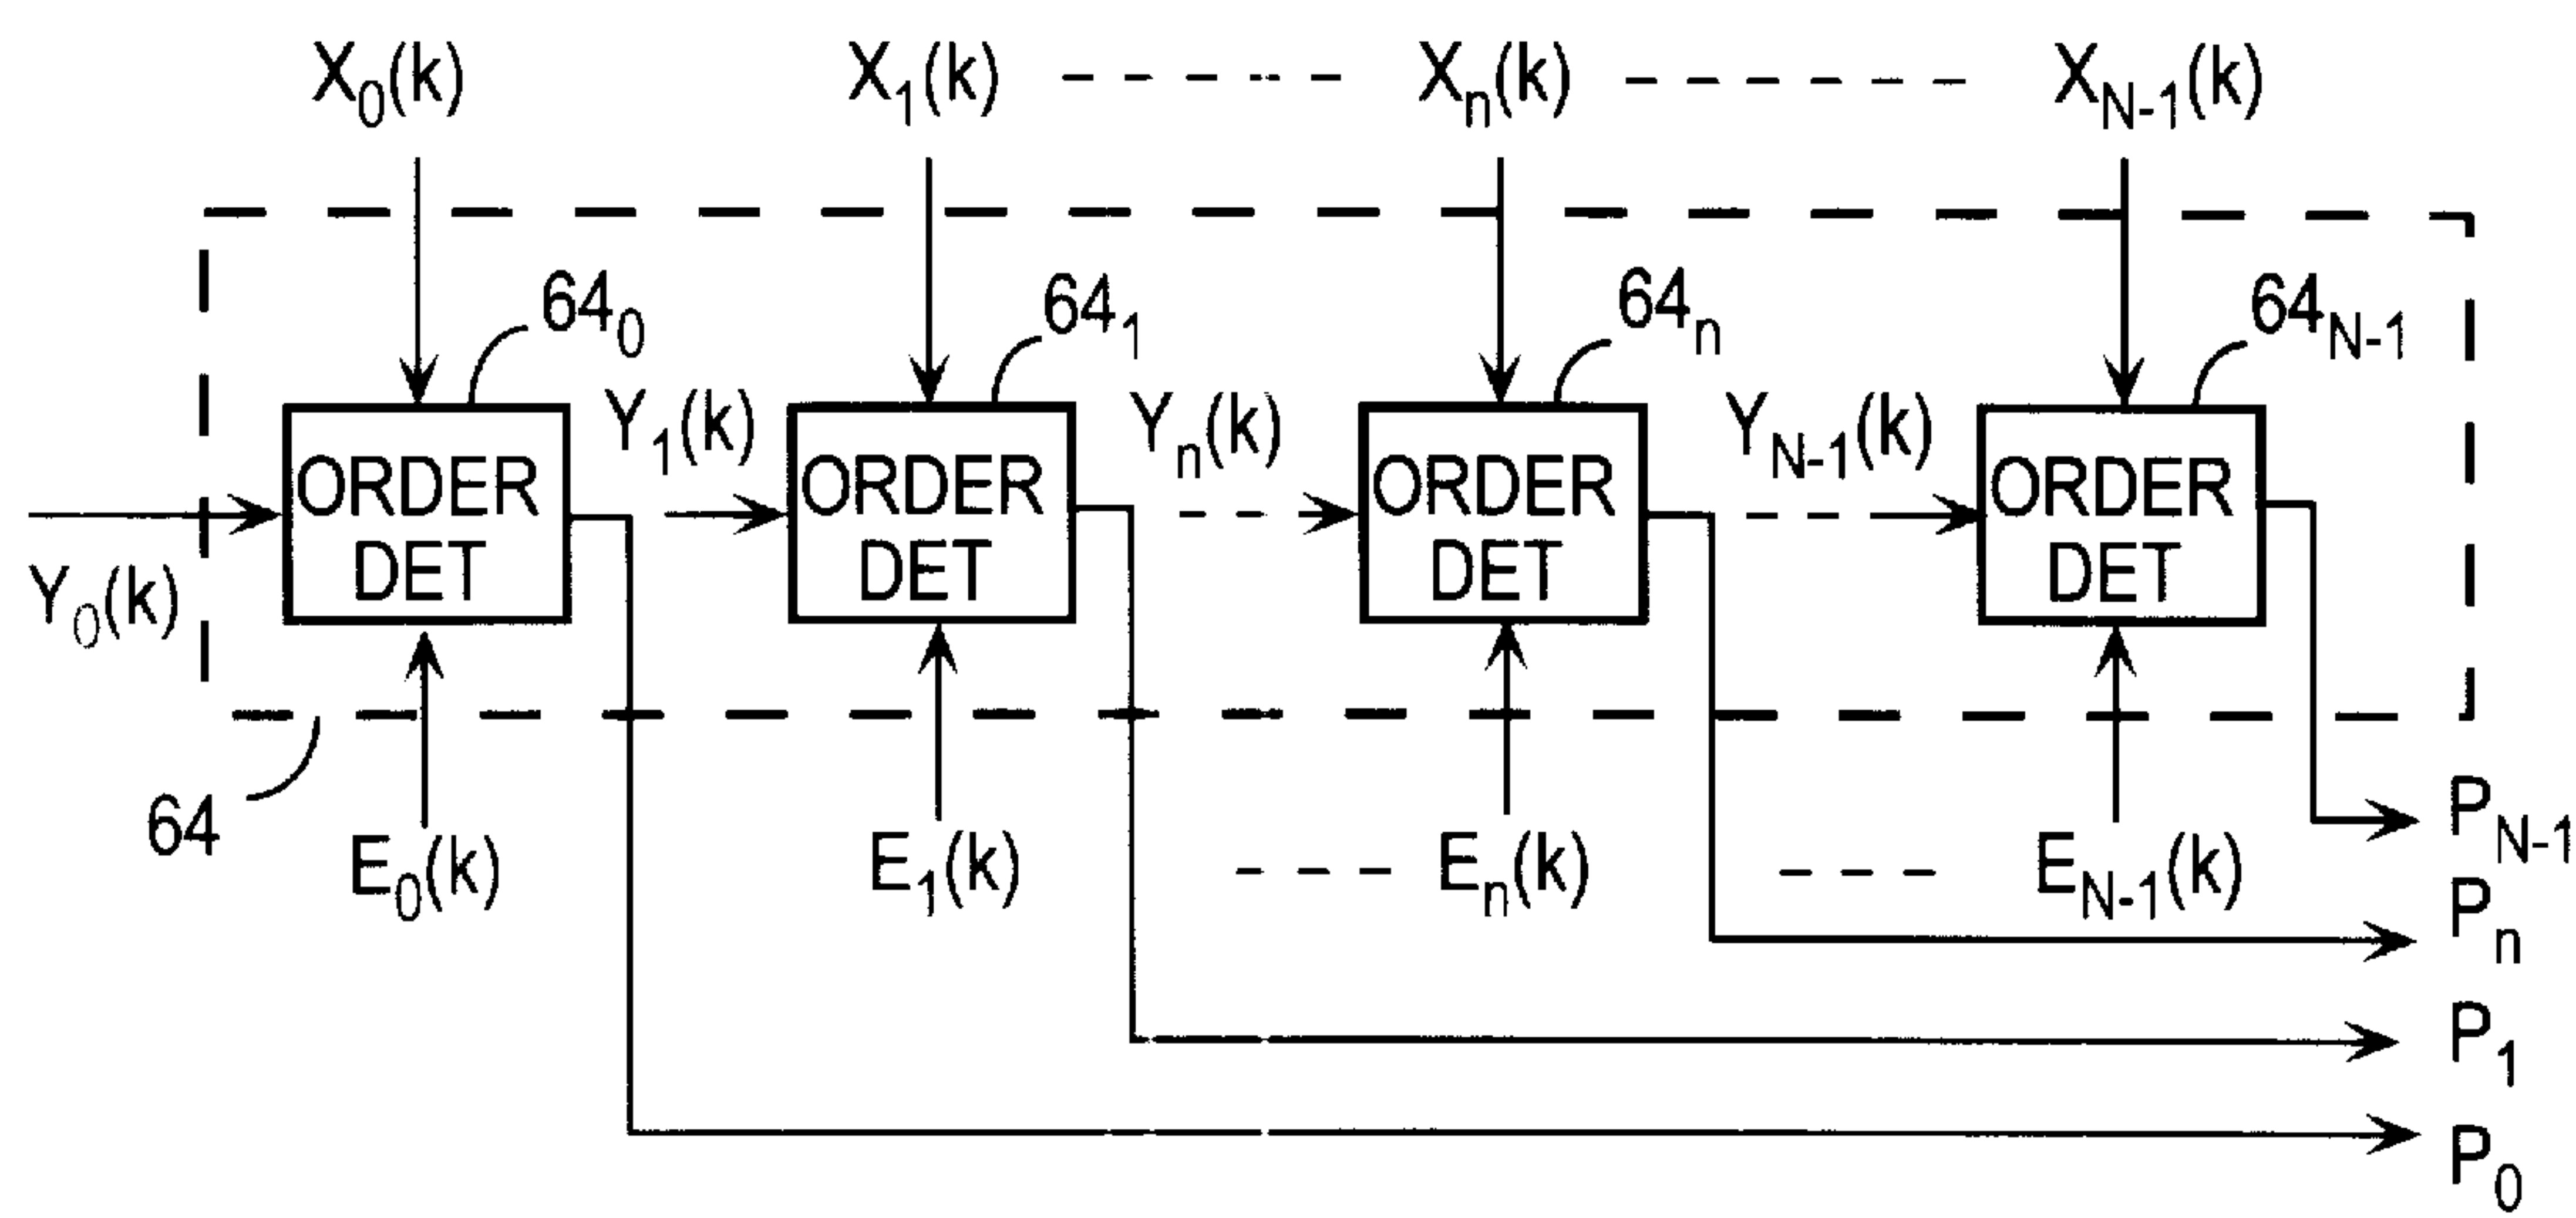 X0(k) X1(k) Xn(k) XN-1(k)
640 641 64n 64N-1
Y0(k) Y1(k) Yn(k) YN-1(k)
ORDER DET
ORDER DET
ORDER DET
ORDER DET
64
E0(k) E1(k) En(k) EN-1(k)
PN-1
Pn
P1
P0